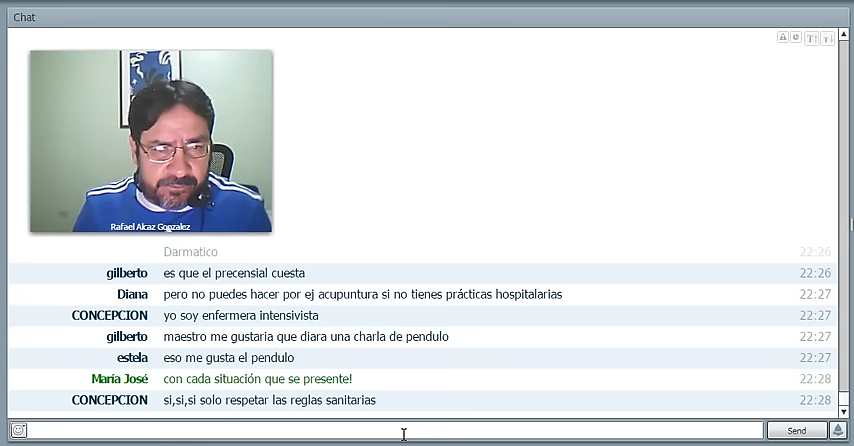 Chat
T↑ T↓
Rafael Alcaz Gonzalez
Darmatico 22:26
gilberto es que el precensial cuesta 22:26
Diana pero no puedes hacer por ej acupuntura si no tienes prácticas hospitalarias 22:27
CONCEPCION yo soy enfermera intensivista 22:27
gilberto maestro me gustaria que diara una charla de pendulo 22:27
estela eso me gusta el pendulo 22:27
María José con cada situación que se presente! 22:28
CONCEPCION si,si,si solo respetar las reglas sanitarias 22:28
Send